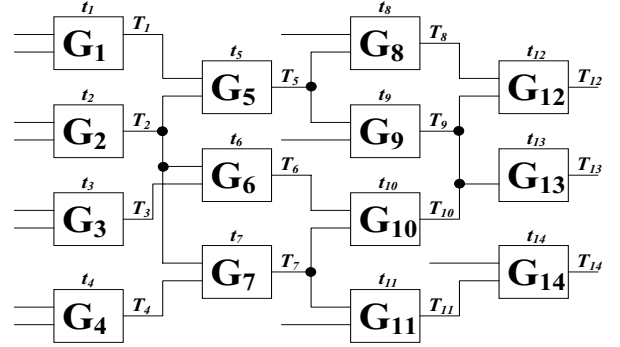 t1 T1 t8 T8
G1 t5 G8 t12
T5 T12
t2 G5 t9 G12
T2 T9
G2 t6 G9 t13
T6 T13
t3 G6 t10 G13
T3 T10
G3 t7 G10 t14
T7 T14
t4 G7 t11 G14
T4 T11
G4 G11